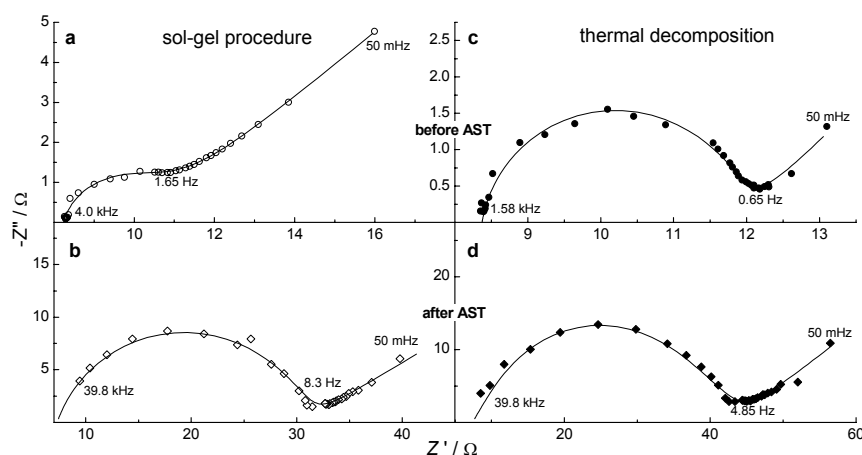 a
sol-gel procedure
50 mHz
1.65 Hz
4.0 kHz
5
4
3
2
1
10
12
14
16
c
thermal decomposition
50 mHz
before AST
0.65 Hz
1.58 kHz
2.5
2.0
1.5
1.0
0.5
9
10
11
12
13
-Z" / Ω
b
50 mHz
8.3 Hz
39.8 kHz
15
10
5
10
20
30
40
d
after AST
50 mHz
4.85 Hz
39.8 kHz
20
10
20
40
60
Z ' / Ω